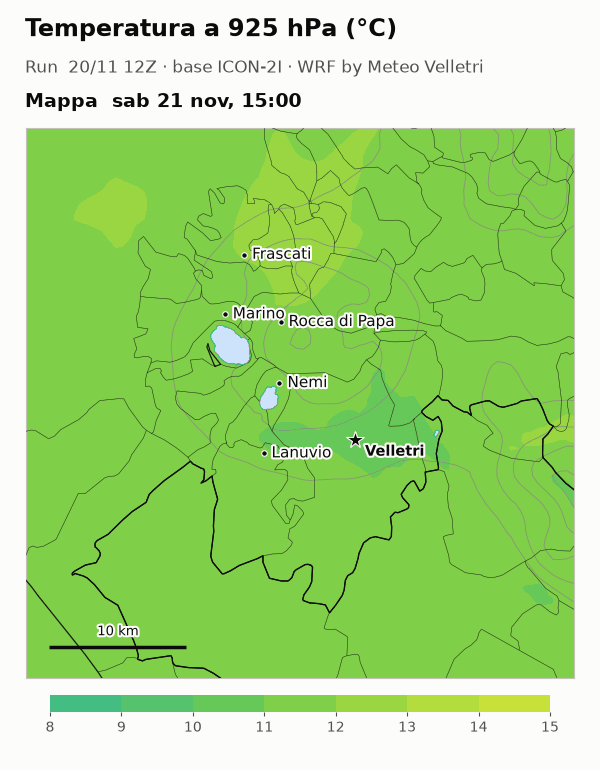 Temperatura a 925 hPa (°C)
Run  20/11 12Z · base ICON-2I · WRF by Meteo Velletri
Mappa  sab 21 nov, 15:00
Frascati
Marino
Rocca di Papa
Nemi
Velletri
Lanuvio
10 km
8 9 10 11 12 13 14 15